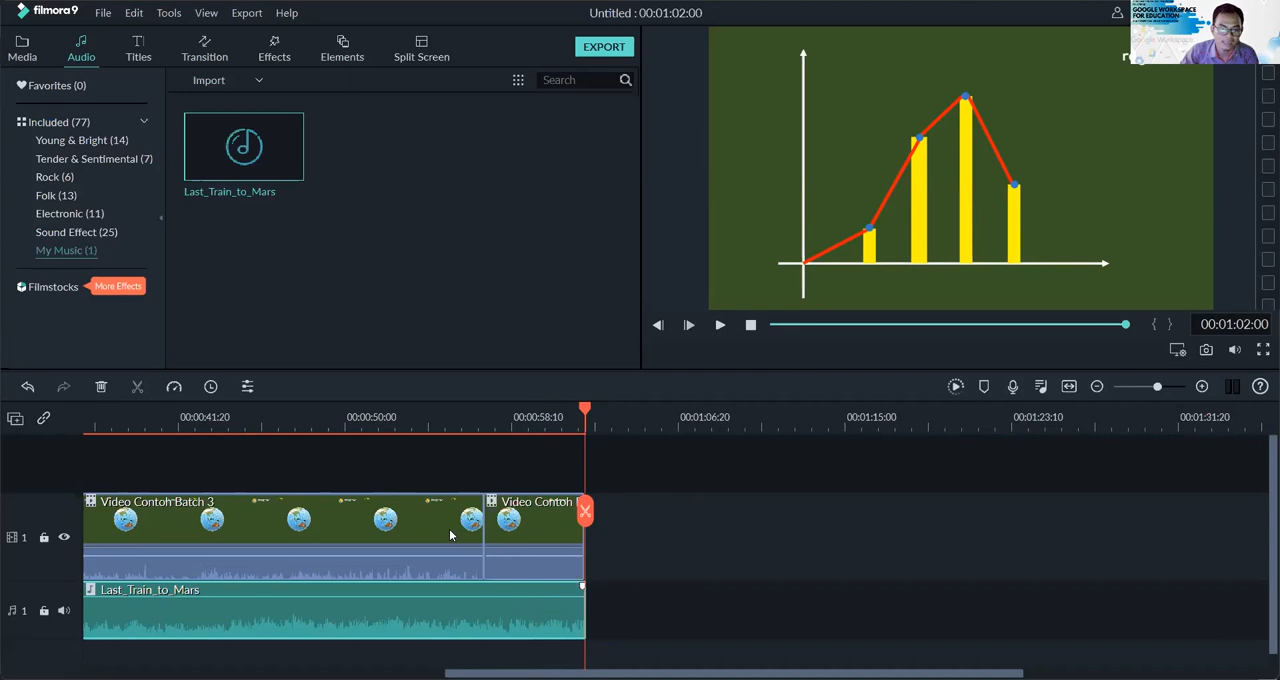 filmora9
File Edit Tools View Export Help
Untitled : 00:01:02:00
GOOGLE WORKSPACE
FOR EDUCATION
Media Audio Titles Transition Effects Elements Split Screen
EXPORT
Favorites (0)
Import
Search
Included (77)
Young & Bright (14)
Tender & Sentimental (7)
Rock (6)
Folk (13)
Electronic (11)
Sound Effect (25)
My Music (1)
Filmstocks
More Effects
Last_Train_to_Mars
{ } 00:01:02:00
00:00:41:20 00:00:50:00 00:00:58:10 00:01:06:20 00:01:15:00 00:01:23:10 00:01:31:20
Video Contoh Batch 3
Video Contoh
1
Last_Train_to_Mars
1